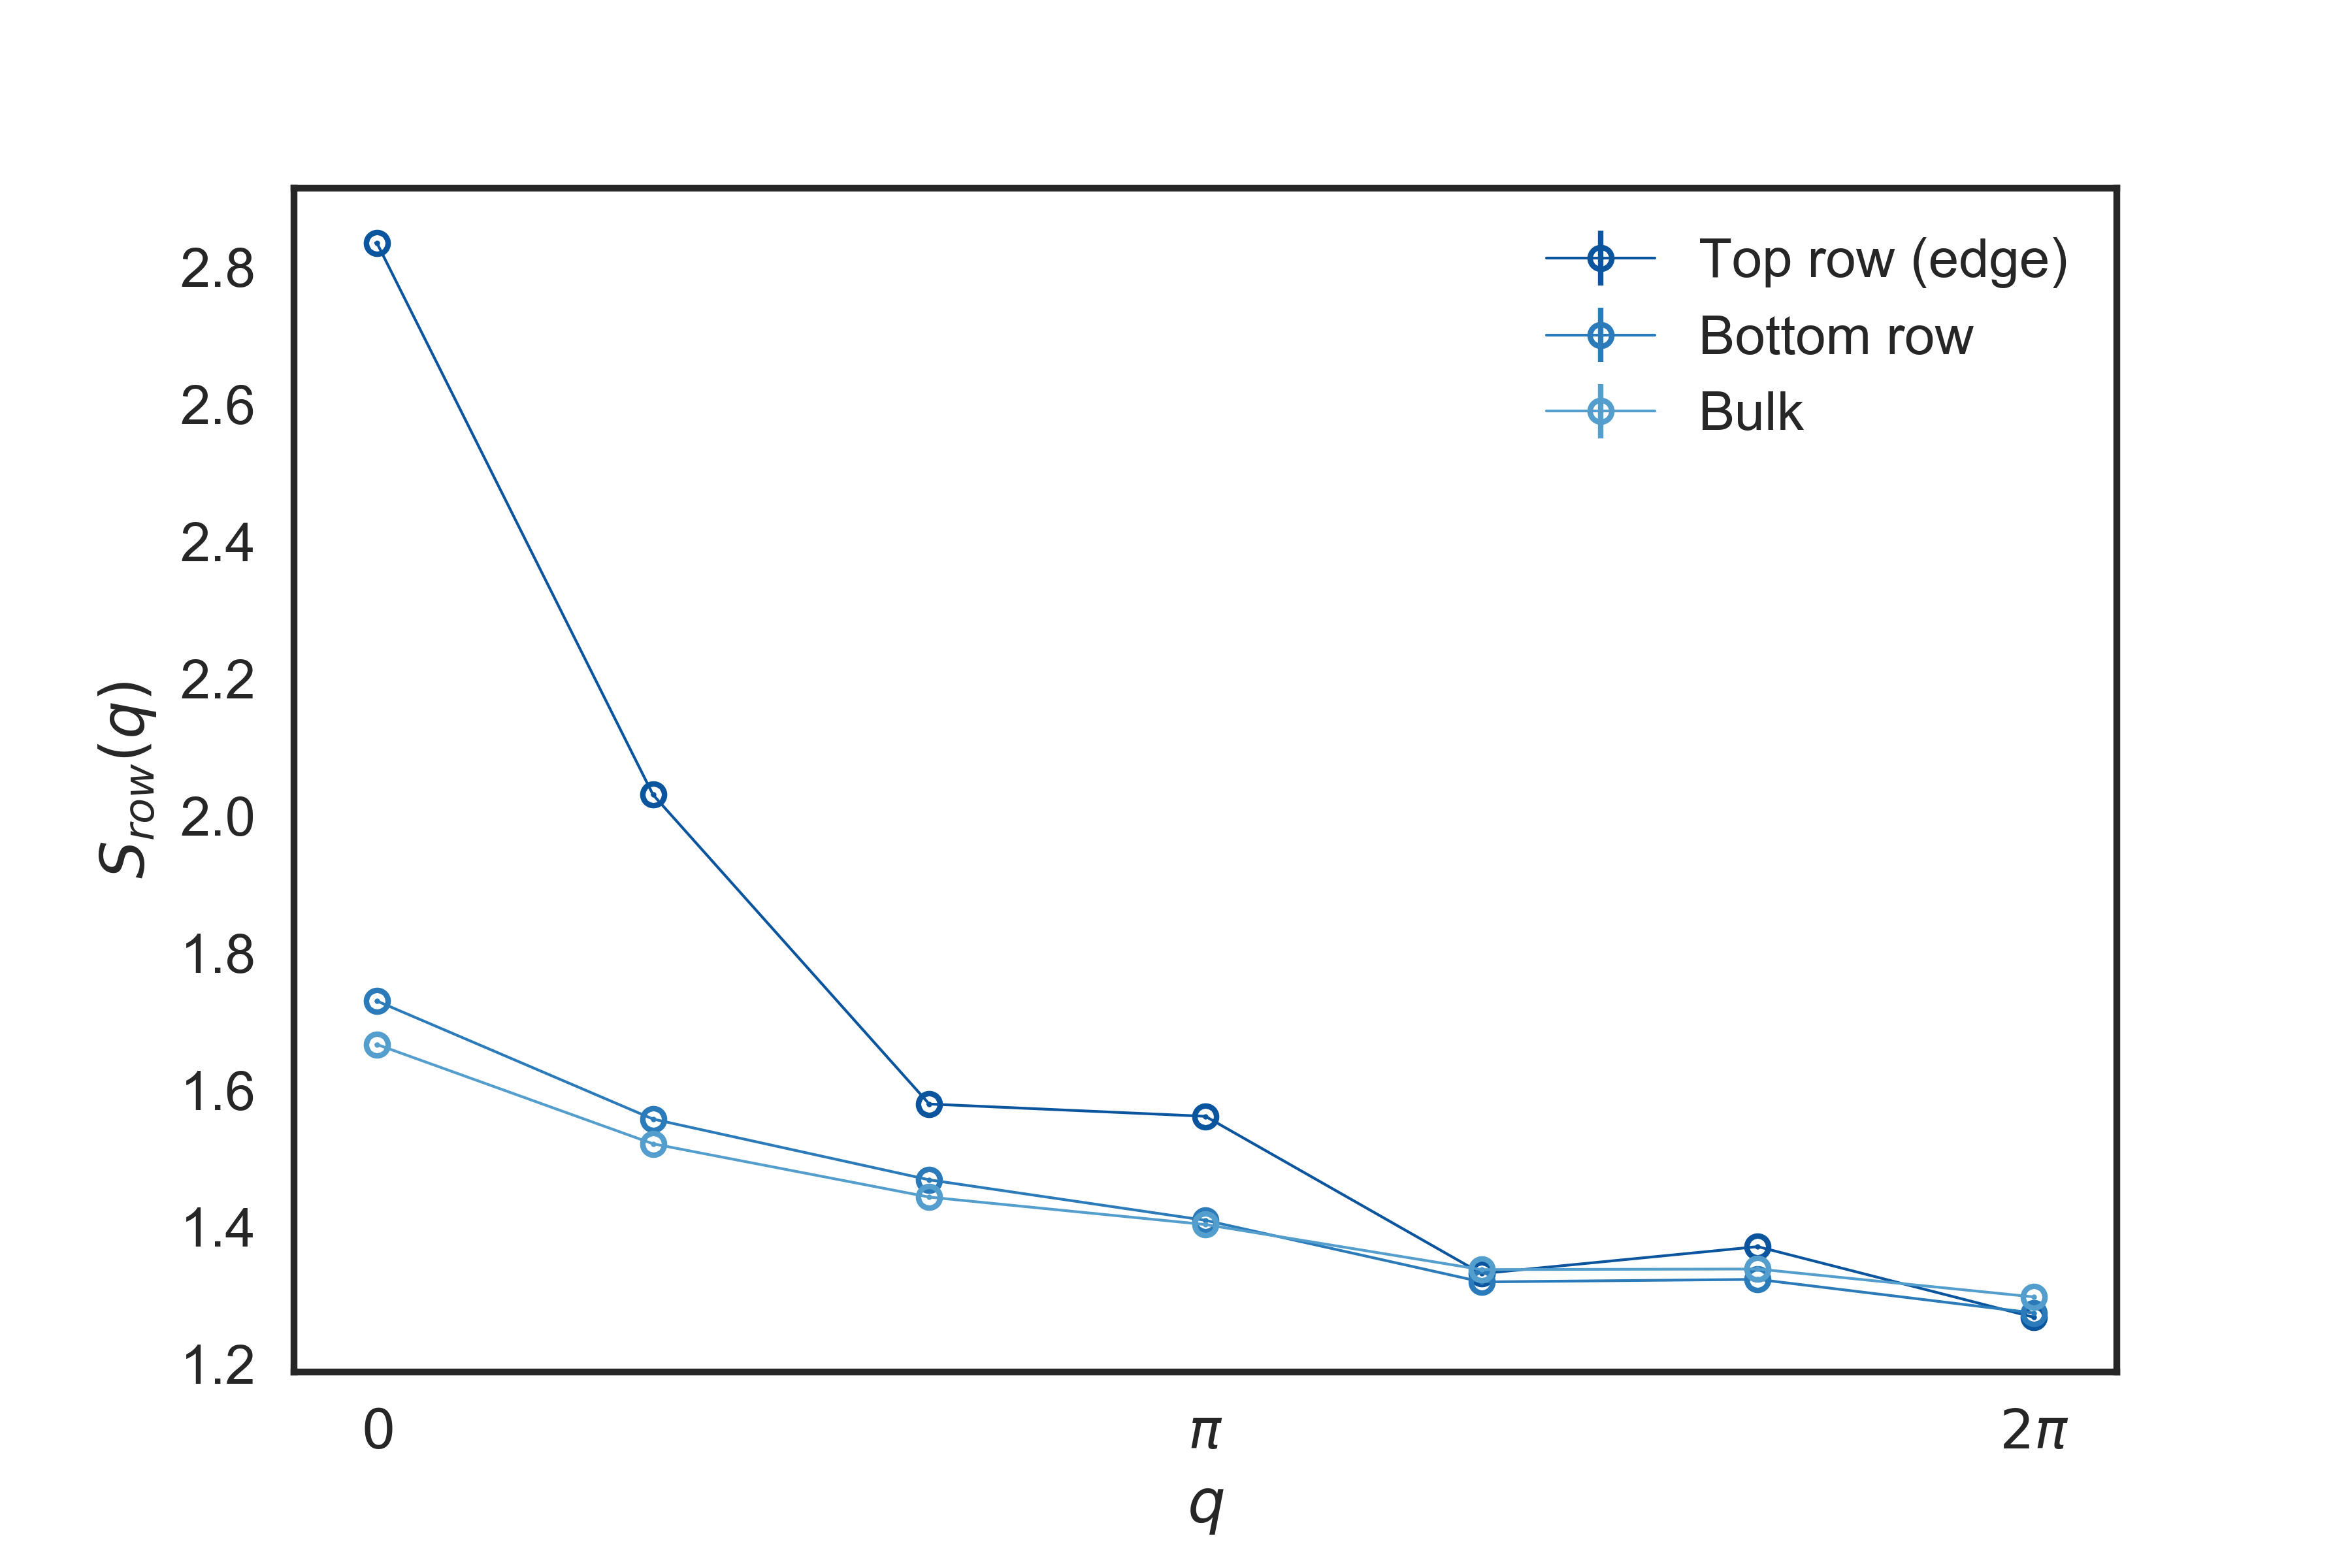 Top row (edge)
Bottom row
Bulk
2.8
2.6
2.4
2.2
2.0
1.8
1.6
1.4
1.2
S_row(q)
0 π 2π
q